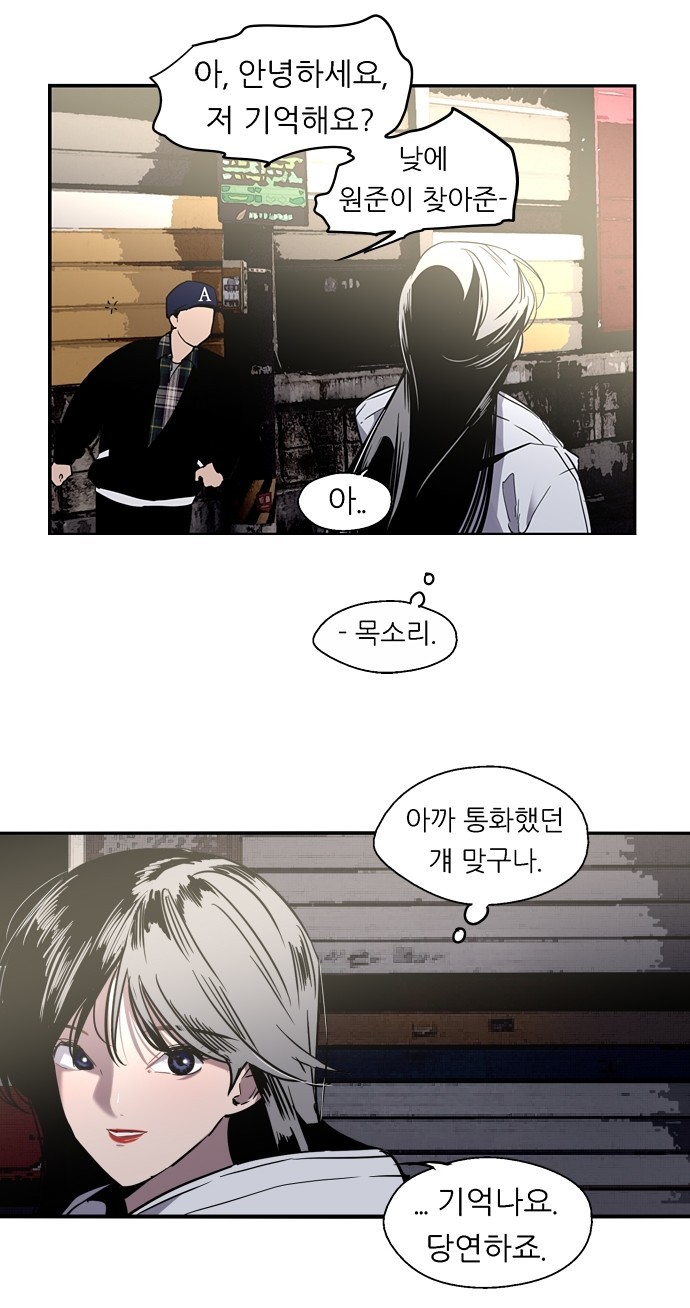 아, 안녕하세요,
저 기억해요?
낮에
원준이 찾아준-
A
아..
- 목소리.
아까 통화했던
걔 맞구나.
... 기억나요.
당연하죠.